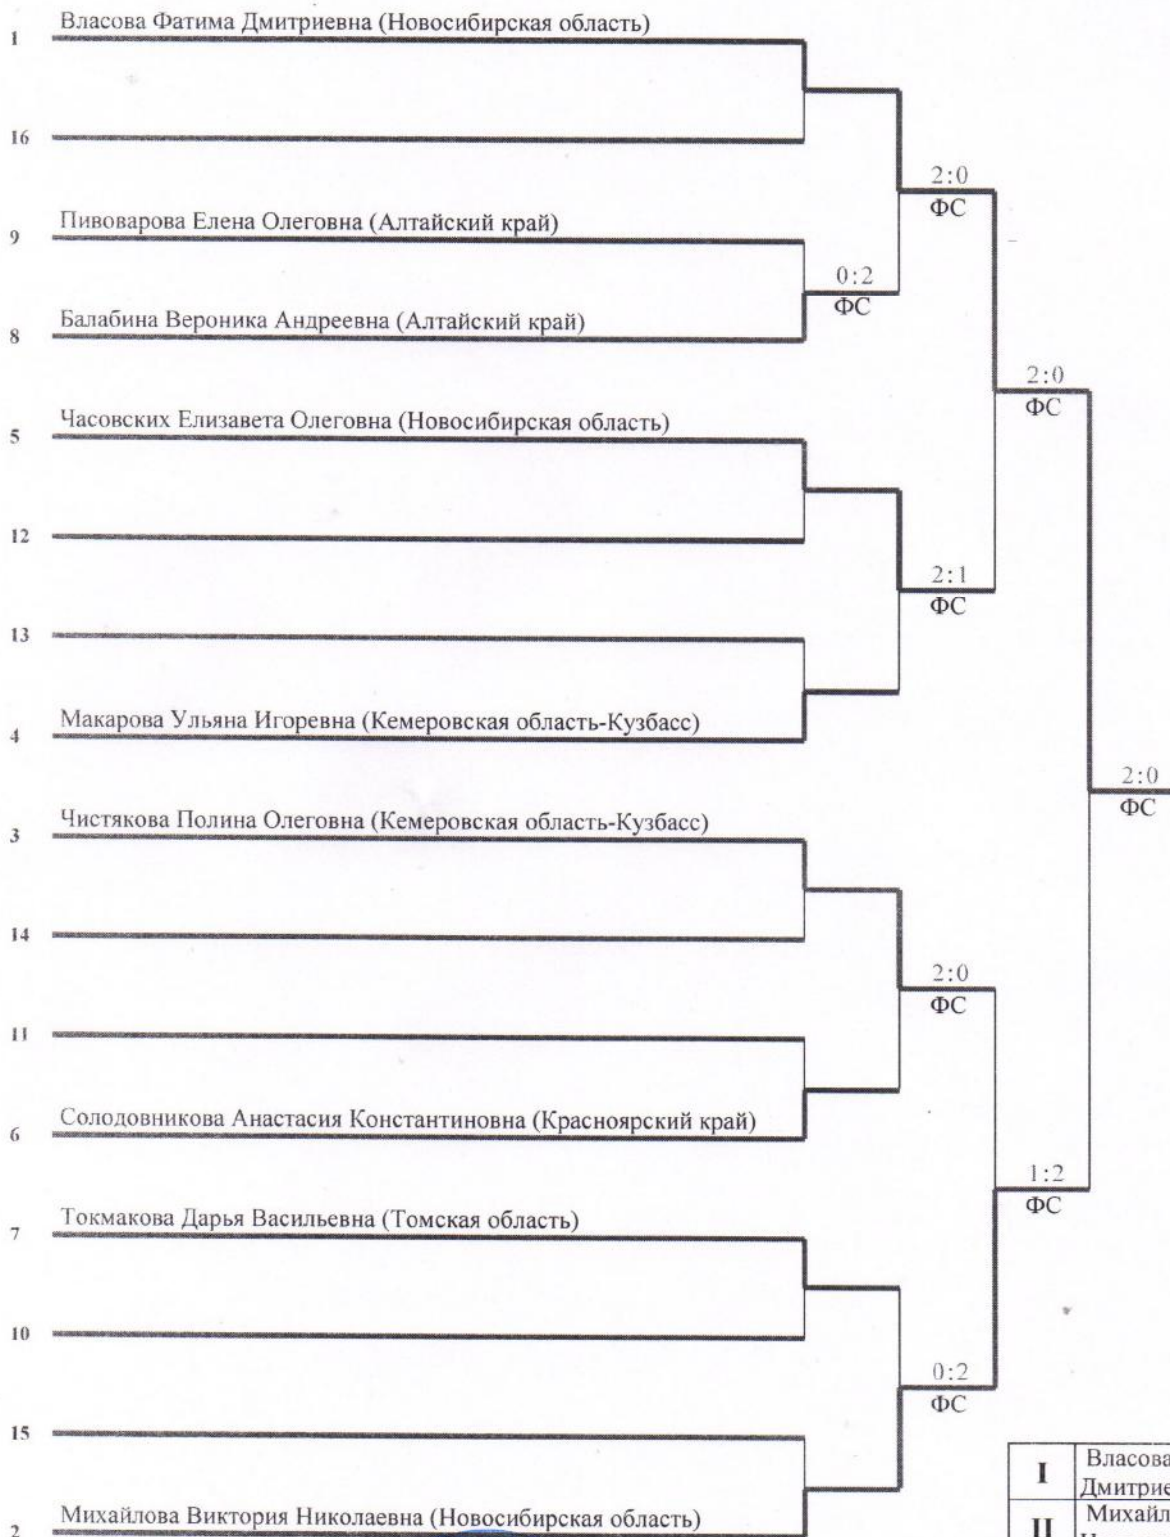 1 Власова Фатима Дмитриевна (Новосибирская область)
16
2:0
ФС
9 Пивоварова Елена Олеговна (Алтайский край)
0:2
ФС
8 Балабина Вероника Андреевна (Алтайский край)
2:0
ФС
5 Часовских Елизавета Олеговна (Новосибирская область)
12
2:1
ФС
13
4 Макарова Ульяна Игоревна (Кемеровская область-Кузбасс)
2:0
ФС
3 Чистякова Полина Олеговна (Кемеровская область-Кузбасс)
14
2:0
ФС
11
6 Солодовникова Анастасия Константиновна (Красноярский край)
1:2
ФС
7 Токмакова Дарья Васильевна (Томская область)
10
0:2
ФС
15
I Власова
Дмитрие
2 Михайлова Виктория Николаевна (Новосибирская область)
II Михайл